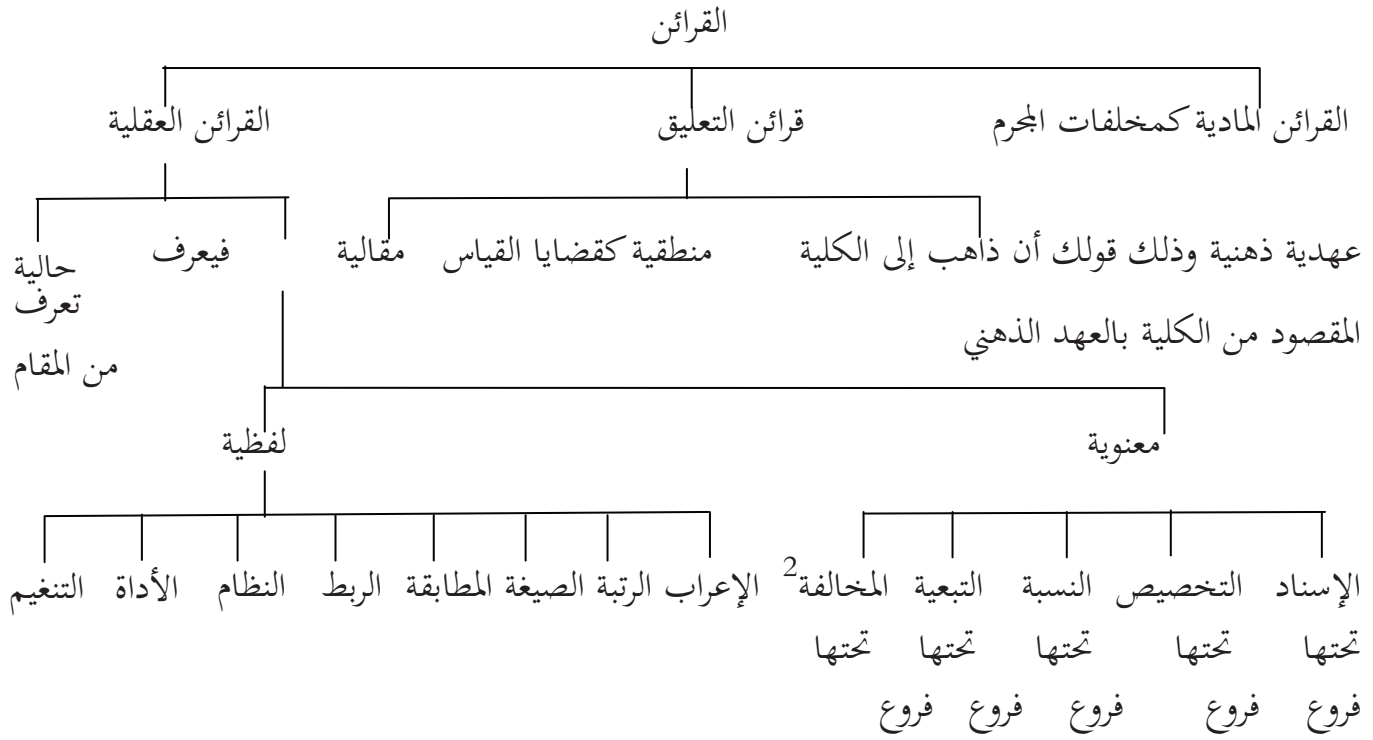 القرائن
القرائن المادية كمخلفات المجرم قرائن التعليق القرائن العقلية
عهدية ذهنية وذلك قولك أن ذاهب إلى الكلية منطقية كقضايا القياس مقالية فيعرف حالية
تعرف
المقصود من الكلية بالعهد الذهني
من المقام
معنوية لفظية
الإسناد التخصيص النسبة التبعية المخالفة2 الإعراب الرتبة الصيغة المطابقة الربط النظام الأداة التنغيم
تحتها تحتها تحتها تحتها تحتها
فروع فروع فروع فروع فروع